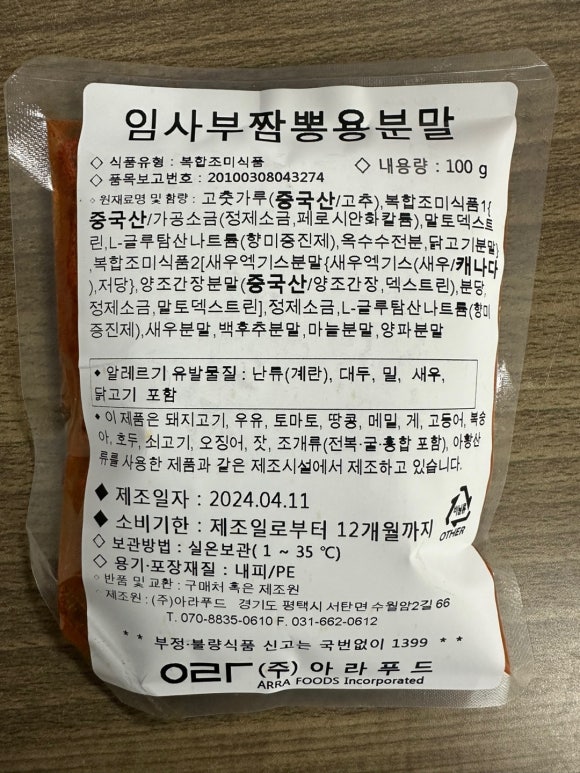 임사부짬뽕용분말
◇ 식품유형 : 복합조미식품
◇ 내용량 : 100 g
◇ 품목보고번호 : 20100308043274
◇ 원재료명 및 함량 : 고춧가루(중국산/고추),복합조미식품1{
중국산/가공소금(정제소금,페로시안화칼륨),말토덱스트
린,L-글루탐산나트륨(향미증진제),옥수수전분,닭고기분말}
,복합조미식품2[새우엑기스분말{새우엑기스(새우/캐나다
),저당},양조간장분말(중국산/양조간장,덱스트린),분당,
정제소금,말토덱스트린],정제소금,L-글루탐산나트륨(향미
증진제),새우분말,백후추분말,마늘분말,양파분말
♦ 알레르기 유발물질 : 난류(계란), 대두, 밀, 새우,
닭고기 포함
♦ 이 제품은 돼지고기, 우유, 토마토, 땅콩, 메밀, 게, 고등어, 복숭
아, 호두, 쇠고기, 오징어, 잣, 조개류(전복·굴·홍합 포함), 아황산
류를 사용한 제품과 같은 제조시설에서 제조하고 있습니다.
◆ 제조일자 : 2024.04.11
◆ 소비기한 : 제조일로부터 12개월까지
OTHER
◇ 보관방법 : 실온보관( 1 ~ 35 ℃)
◇ 용기·포장재질 : 내피/PE
◇ 반품 및 교환 : 구매처 혹은 제조원
◇ 제조원 : (주)아라푸드 경기도 평택시 서탄면 수월암2길 66
T. 070-8835-0610 F. 031-662-0612
* * 부정·불량식품 신고는 국번없이 1399 * *
(주) 아 라 푸 드
ARRA FOODS Incorporated